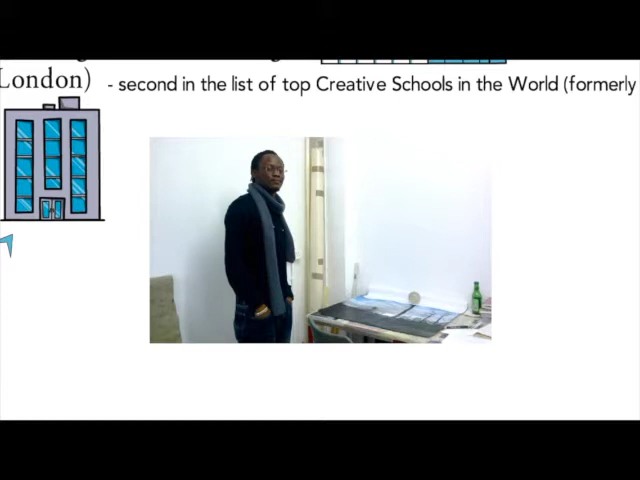 London)
- second in the list of top Creative Schools in the World (formerly